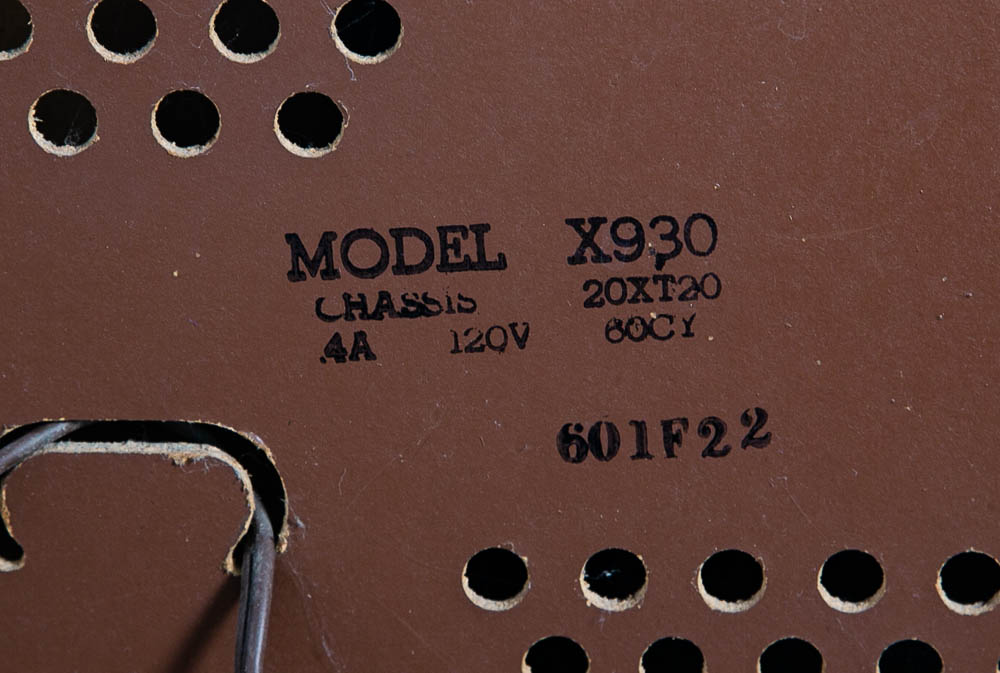 MODEL X930
CHASSIS 20XT20
.4A 120V 60CY
601F22